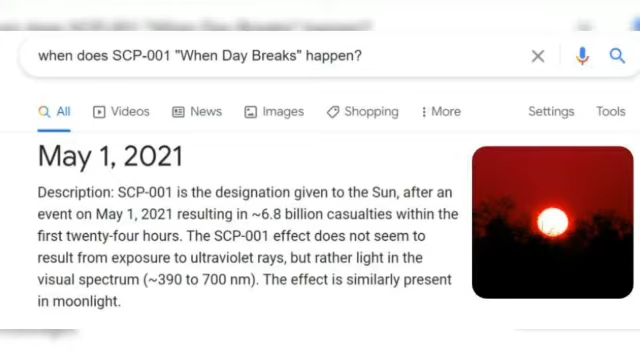 when does SCP-001 "When Day Breaks" happen?
All Videos News Images Shopping More Settings Tools
May 1, 2021
Description: SCP-001 is the designation given to the Sun, after an
event on May 1, 2021 resulting in ~6.8 billion casualties within the
first twenty-four hours. The SCP-001 effect does not seem to
result from exposure to ultraviolet rays, but rather light in the
visual spectrum (~390 to 700 nm). The effect is similarly present
in moonlight.